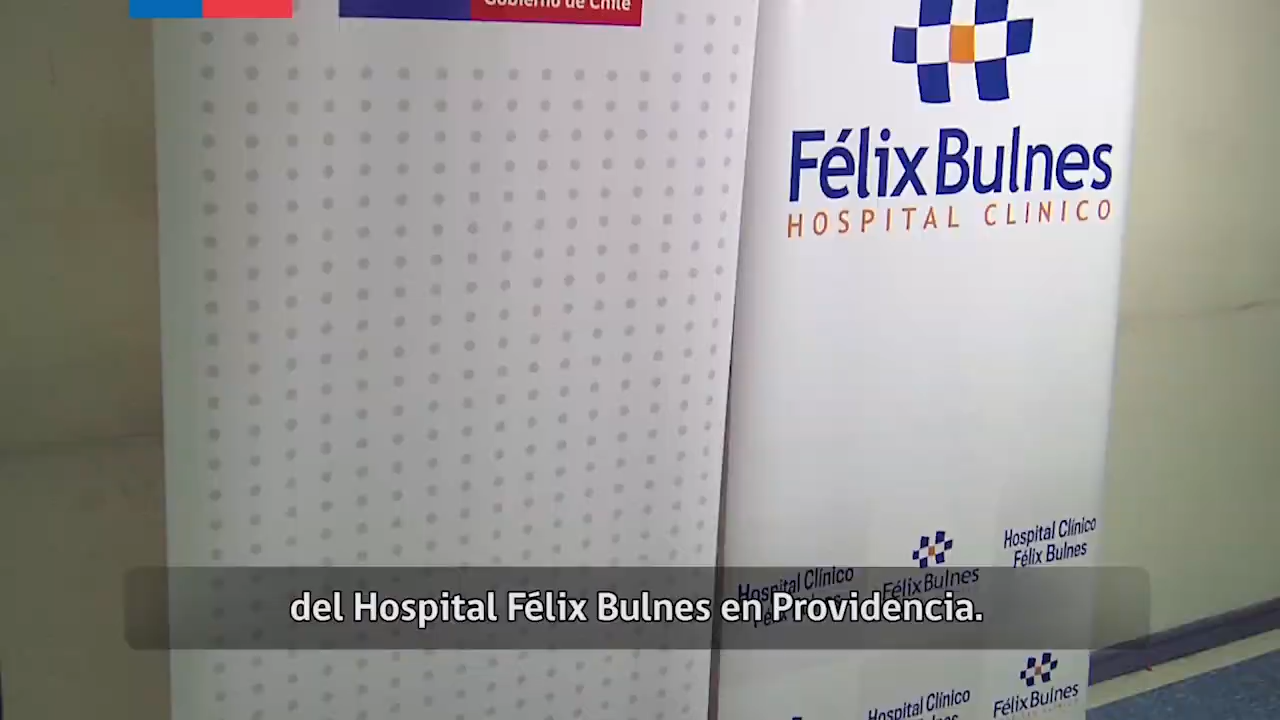 Gobierno de Chile
Félix Bulnes
HOSPITAL CLINICO
Hospital Clínico
Félix Bulnes
Félix Bulnes
Hospital Clínico
del Hospital Félix Bulnes en Providencia.
Félix Bulnes
Hospital Clínico